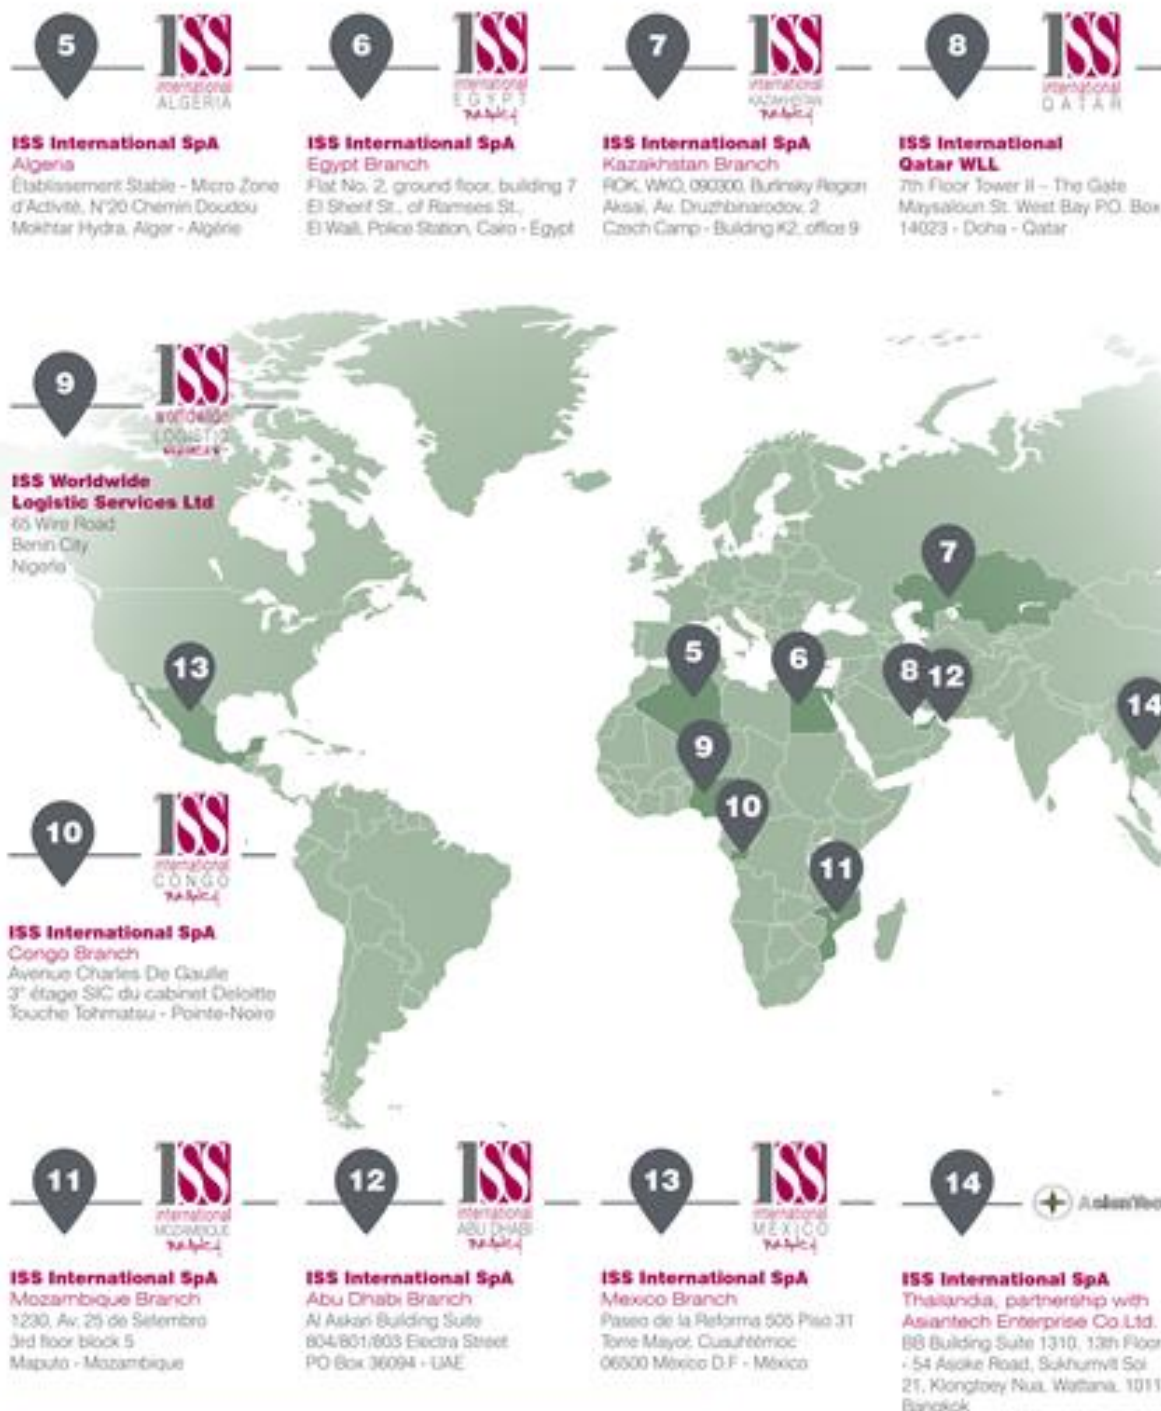 5
ISS
international
ALGERIA
ISS International SpA
Algeria
Établissement Stable - Micro Zone
d'Activité, N°20 Chemin Doudou
Mokhtar Hydra, Alger - Algérie
6
ISS
international
EGYPT
Branch
ISS International SpA
Egypt Branch
Flat No. 2, ground floor, building 7
El Sherif St., of Ramses St.,
El Waili, Police Station, Cairo - Egypt
7
ISS
international
KAZAKHSTAN
Branch
ISS International SpA
Kazakhstan Branch
ROK, WKO, 090300, Burlinsky Region
Aksai, Av. Druzhbinarodov, 2
Czech Camp - Building K2, office 9
8
ISS
international
QATAR
ISS International
Qatar WLL
7th Floor Tower II - The Gate
Maysaloun St. West Bay P.O. Box
14023 - Doha - Qatar
9
ISS
worldwide
LOGISTIC
ISS Worldwide
Logistic Services Ltd
65 Wire Road
Benin City
Nigeria
7
13
5
6
8
12
14
9
10
11
10
ISS
international
CONGO
Branch
ISS International SpA
Congo Branch
Avenue Charles De Gaulle
3° étage SIC du cabinet Deloitte
Touche Tohmatsu - Pointe-Noire
11
ISS
international
MOZAMBIQUE
Branch
ISS International SpA
Mozambique Branch
1230, Av. 25 de Setembro
3rd floor block 5
Maputo - Mozambique
12
ISS
international
ABU DHABI
Branch
ISS International SpA
Abu Dhabi Branch
Al Askari Building Suite
804/801/803 Electra Street
PO Box 36094 - UAE
13
ISS
international
MEXICO
Branch
ISS International SpA
Mexico Branch
Paseo de la Reforma 505 Piso 31
Torre Mayor, Cuauhtémoc
06500 México D.F - México
14
ISS International SpA
Thailandia, partnership with
Asiantech Enterprise Co.Ltd.
BB Building Suite 1310, 13th Floor
- 54 Asoke Road, Sukhumvit Soi
21, Klongtoey Nua, Wattana, 1011
Bangkok